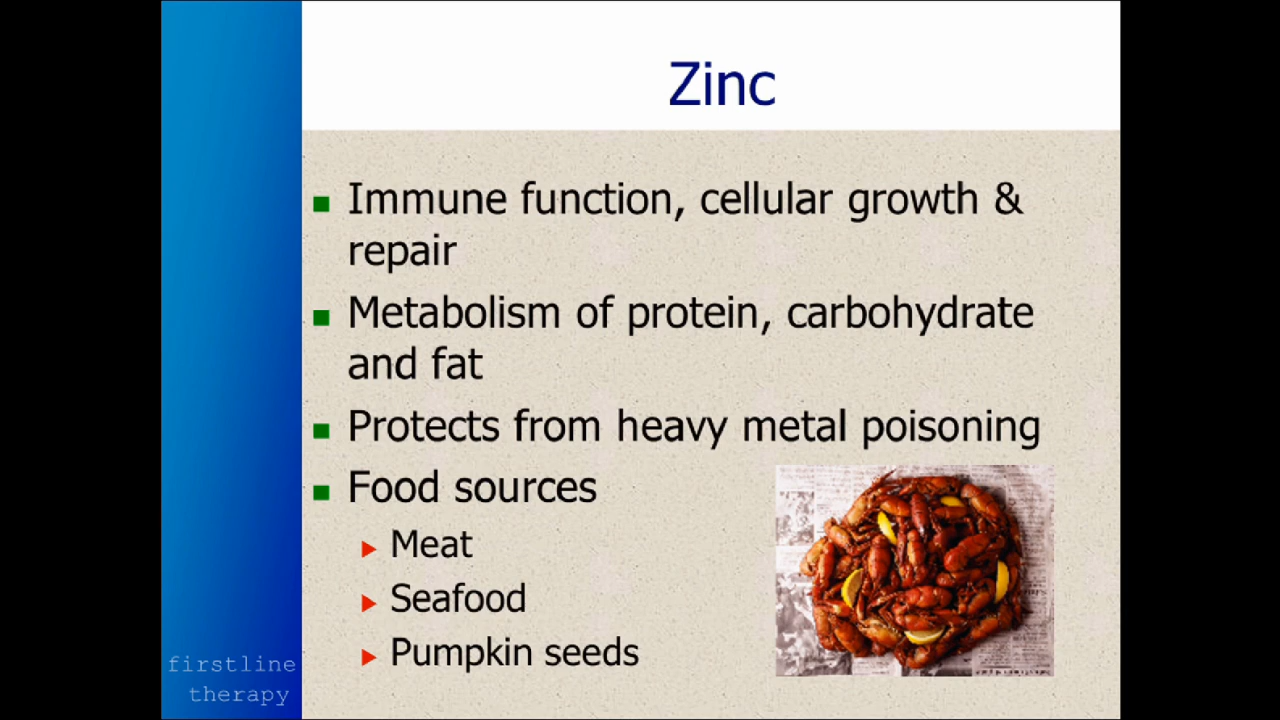 Zinc
Immune function, cellular growth &
repair
Metabolism of protein, carbohydrate
and fat
Protects from heavy metal poisoning
Food sources
Meat
Seafood
Pumpkin seeds
firstline
therapy